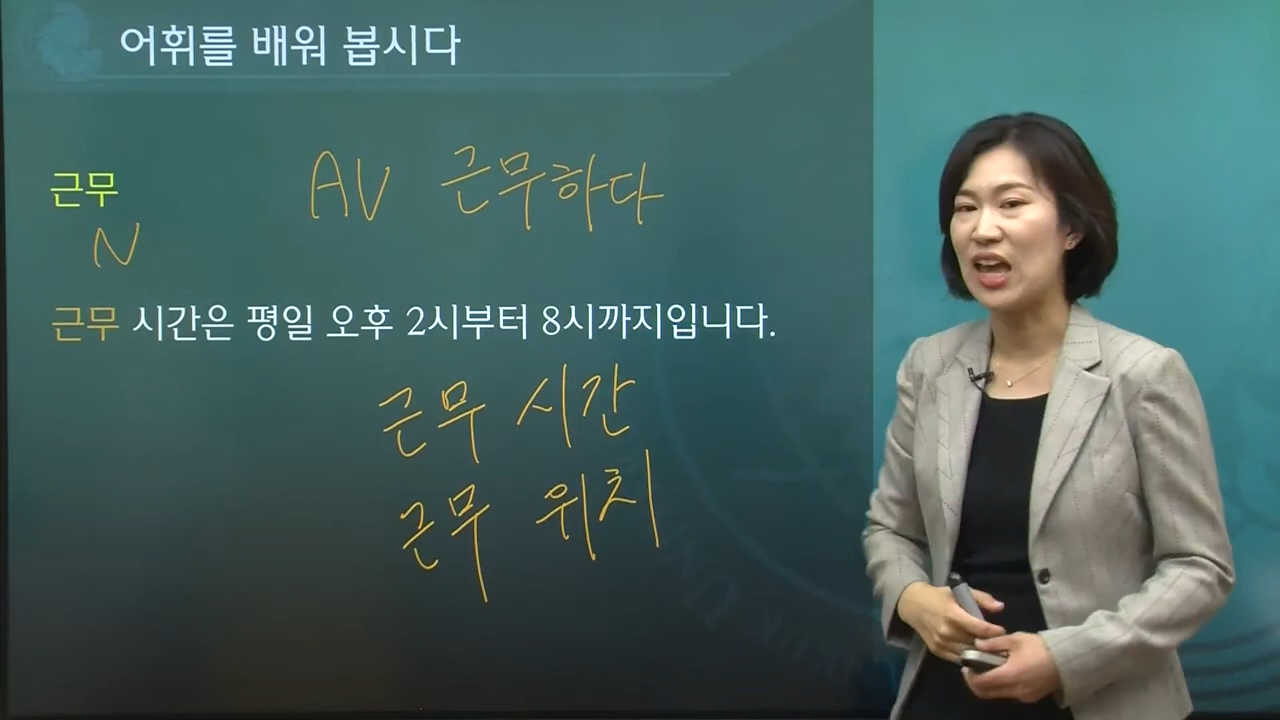 어휘를 배워 봅시다
근무 AV 근무하다
N
근무 시간은 평일 오후 2시부터 8시까지입니다.
근무 시간
근무 위치